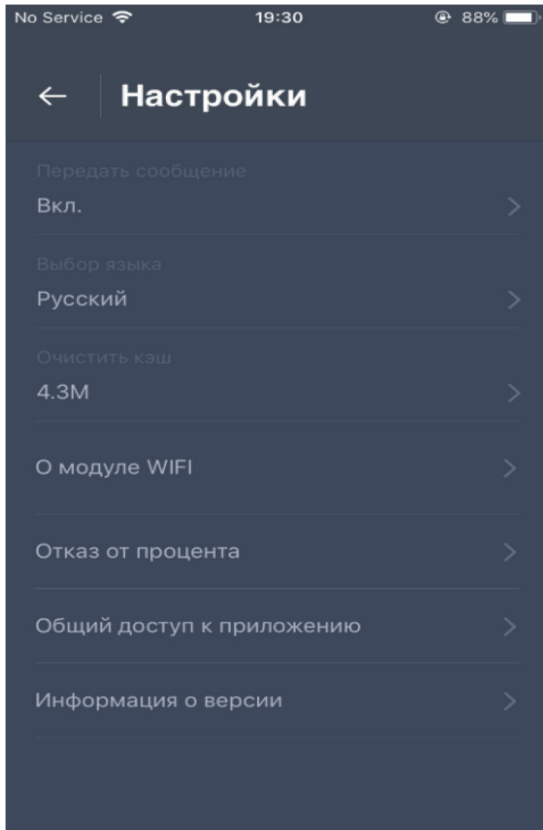 No Service 19:30 88%
Настройки
Передать сообщение
Вкл.
Выбор языка
Русский
Очистить кэш
4.3M
О модуле WIFI
Отказ от процента
Общий доступ к приложению
Информация о версии